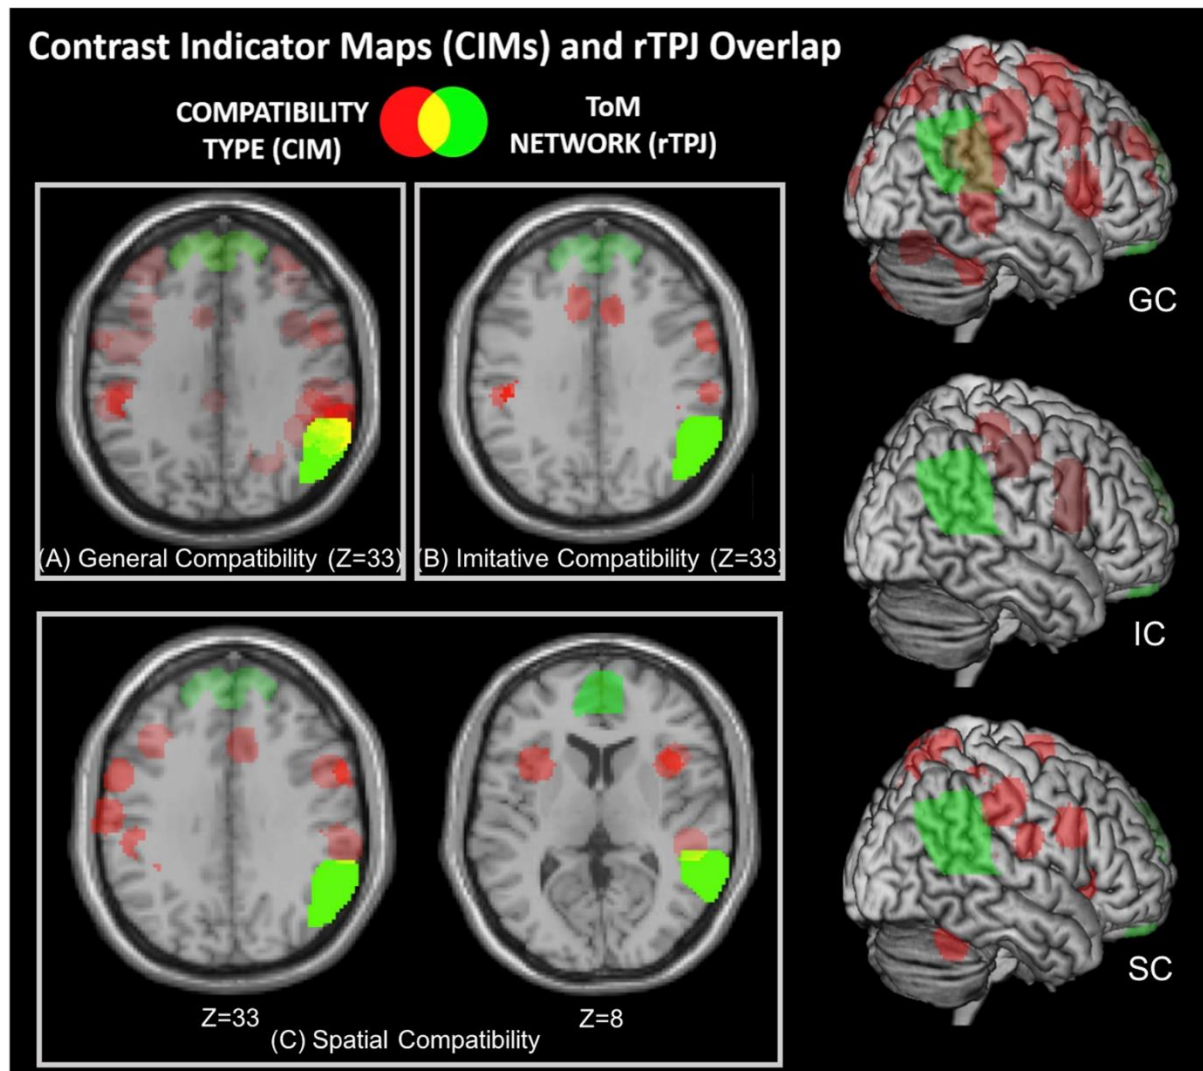 Contrast Indicator Maps (CIMs) and rTPJ Overlap
COMPATIBILITY
TYPE (CIM)
ToM
NETWORK (rTPJ)
(A) General Compatibility (Z=33)
(B) Imitative Compatibility (Z=33)
Z=33
Z=8
(C) Spatial Compatibility
GC
IC
SC